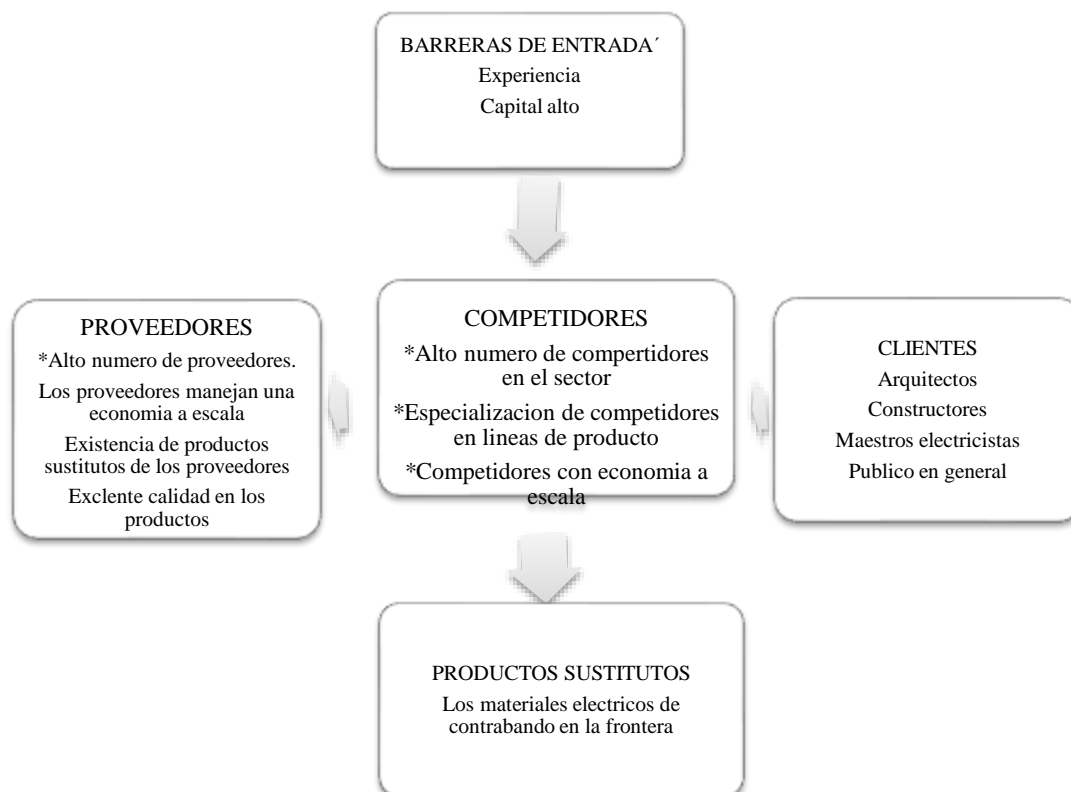 BARRERAS DE ENTRADA´
Experiencia
Capital alto
PROVEEDORES
*Alto numero de proveedores.
Los proveedores manejan una
economia a escala
Existencia de productos
sustitutos de los proveedores
Exclente calidad en los
productos
COMPETIDORES
*Alto numero de compertidores
en el sector
*Especializacion de competidores
en lineas de producto
*Competidores con economia a
escala
CLIENTES
Arquitectos
Constructores
Maestros electricistas
Publico en general
PRODUCTOS SUSTITUTOS
Los materiales electricos de
contrabando en la frontera